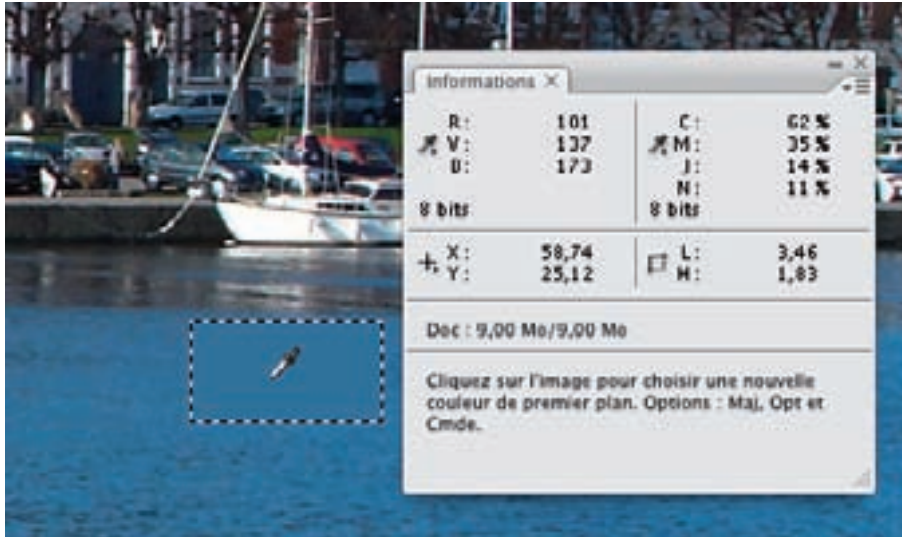 Informations
R: 101 C: 62 %
V: 137 M: 35 %
B: 173 J: 14 %
N: 11 %
8 bits 8 bits
X: 58,74 L: 3,46
Y: 25,12 H: 1,83
Doc : 9,00 Mo/9,00 Mo
Cliquez sur l'image pour choisir une nouvelle
couleur de premier plan. Options : Maj, Opt et
Cmde.